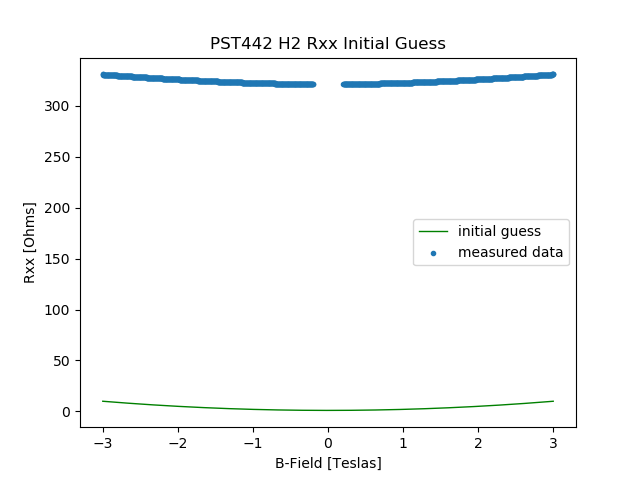 PST442 H2 Rxx Initial Guess
300
250
200
150
100
50
0
Rxx [Ohms]
initial guess
measured data
−3 −2 −1 0 1 2 3
B-Field [Teslas]